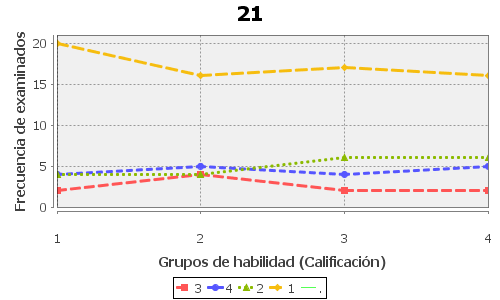 21
Frecuencia de examinados
20
15
10
5
0
1 2 3 4
Grupos de habilidad (Calificación)
3 4 2 1 .